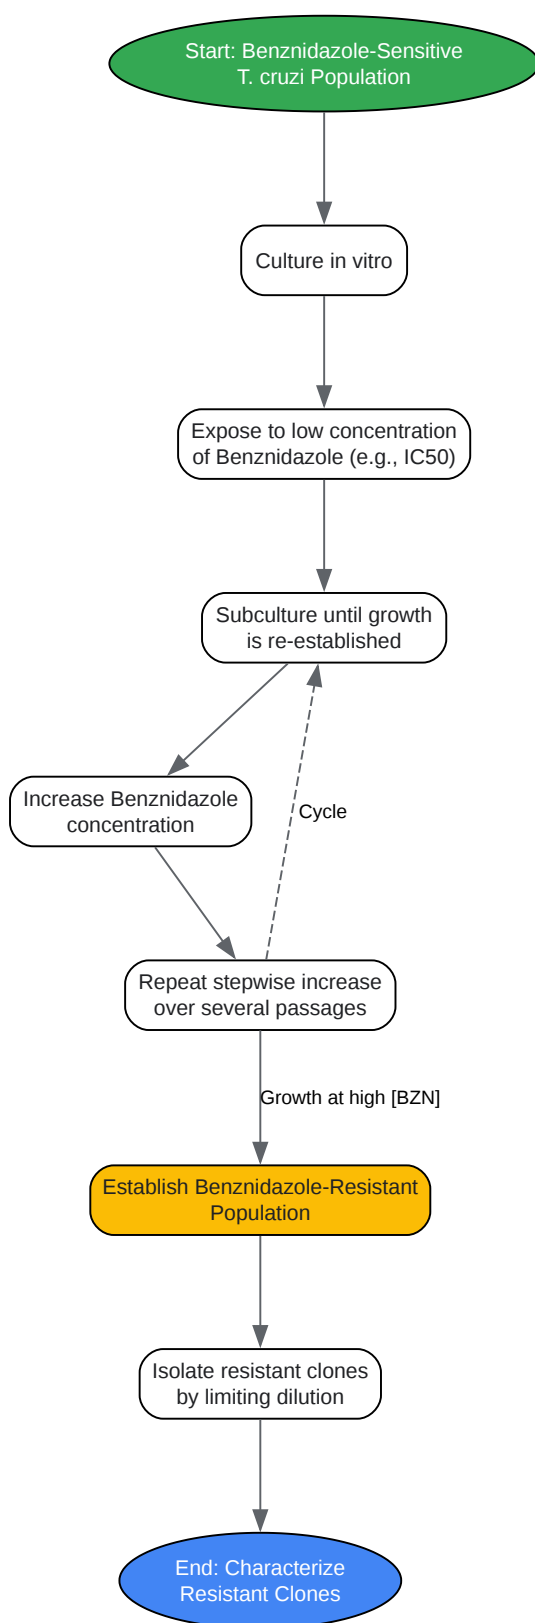 Start: Benznidazole-Sensitive
T. cruzi Population
Culture in vitro
Expose to low concentration
of Benznidazole (e.g., IC50)
Subculture until growth
is re-established
Increase Benznidazole
concentration
Cycle
Repeat stepwise increase
over several passages
Growth at high [BZN]
Establish Benznidazole-Resistant
Population
Isolate resistant clones
by limiting dilution
End: Characterize
Resistant Clones